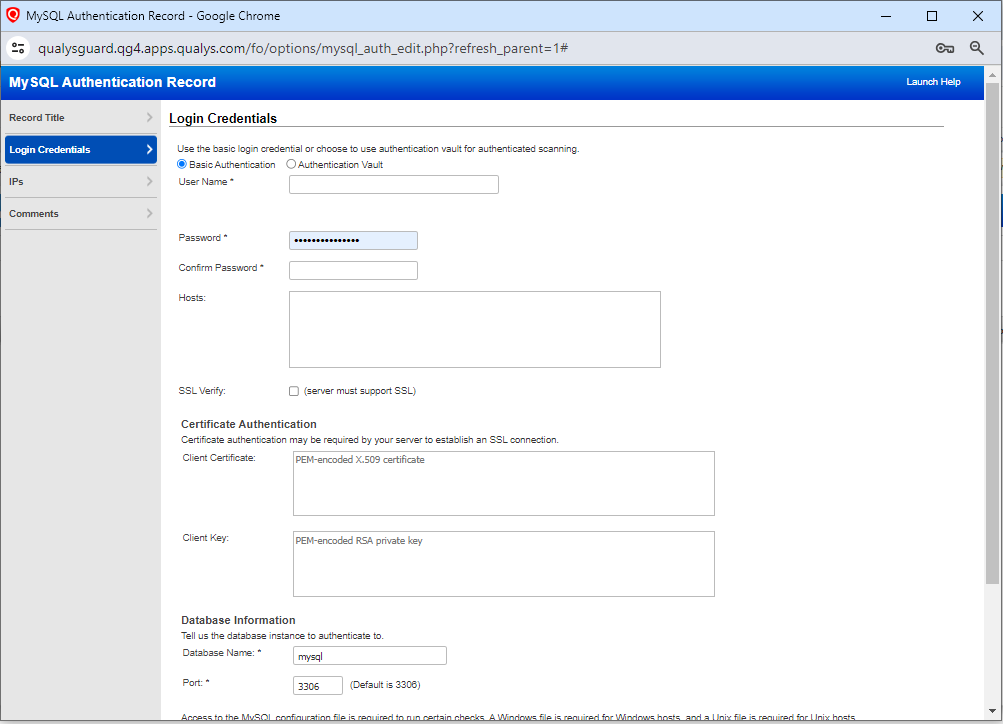 MySQL Authentication Record - Google Chrome
qualysguard.qg4.apps.qualys.com/fo/options/mysql_auth_edit.php?refresh_parent=1#
MySQL Authentication Record
Launch Help
Record Title
Login Credentials
IPs
Comments
Login Credentials
Use the basic login credential or choose to use authentication vault for authenticated scanning.
Basic Authentication Authentication Vault
User Name *
Password *
Confirm Password *
Hosts:
SSL Verify: (server must support SSL)
Certificate Authentication
Certificate authentication may be required by your server to establish an SSL connection.
Client Certificate: PEM-encoded X.509 certificate
Client Key: PEM-encoded RSA private key
Database Information
Tell us the database instance to authenticate to.
Database Name: * mysql
Port: * 3306 (Default is 3306)
Access to the MySQL configuration file is required to run certain checks. A Windows file is required for Windows hosts, and a Unix file is required for Unix hosts.